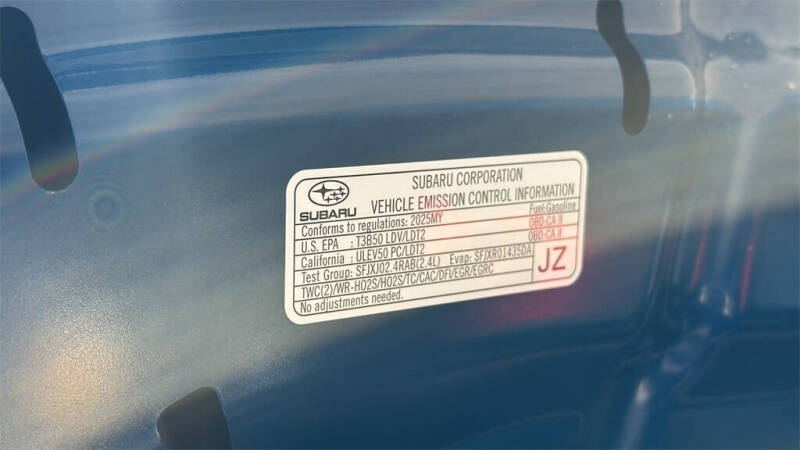 SUBARU CORPORATION
SUBARU
VEHICLE EMISSION CONTROL INFORMATION
Conforms to regulations: 2025MY Fuel:Gasoline
U.S. EPA : T3B50 LDV/LDT2 OBD:CA II
California : ULEV50 PC/LDT2 OBD:CA II
Test Group: SFJXJ02.4RAB(2.4L) Evap: SFJXR01435DA
TWC(2)/WR-HO2S/HO2S/TC/CAC/DFI/EGR/EGRC
No adjustments needed.
JZ